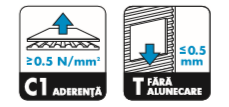 ≥0.5 N/mm²
C1 ADERENȚĂ
≤0.5
mm
T FĂRĂ
ALUNECARE